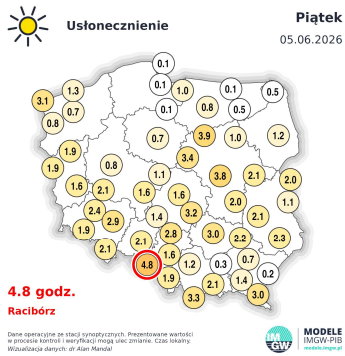 Usłonecznienie
Piątek
05.06.2026
0.1
0.1 1.0 0.1 0.5
1.3
3.1 0.7 0.1 0.8 0.5
0.8
0.7 3.9 1.0 1.2
1.9 3.4
1.9 0.8 1.1 3.8 2.1 2.0
1.6 2.1 1.6 1.6 2.0 1.1
2.4 2.9 1.4 3.2 2.1
1.9 2.1 2.8 3.0 2.2 2.3
2.1 4.8 1.6 1.2 0.3 0.7 0.2
1.9 2.1 1.4
3.3 3.0
4.8 godz.
Racibórz
Dane operacyjne ze stacji synoptycznych. Prezentowane wartości
w procesie kontroli i weryfikacji mogą ulec zmianie. Czas lokalny.
Wizualizacja danych: dr Alan Mandal
IM
GW
MODELE
IMGW-PIB
modele.imgw.pl